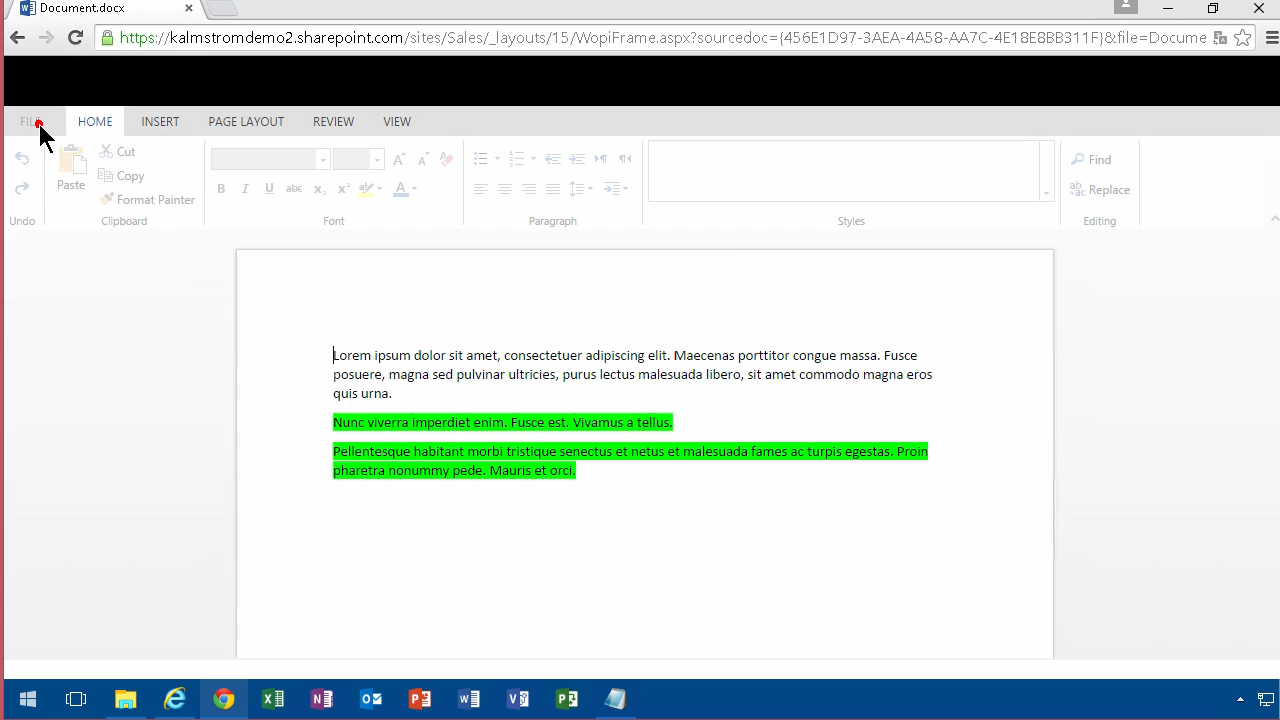 Document.docx
https://kalmstromdemo2.sharepoint.com/sites/Sales/_layouts/15/WopiFrame.aspx?sourcedoc={456E1D97-3AEA-4A58-AA7C-4E18E8BB311F}&file=Docume
FILE HOME INSERT PAGE LAYOUT REVIEW VIEW
Cut
Copy
Format Painter
Paste
Find
Replace
Undo Clipboard Font Paragraph Styles Editing
Lorem ipsum dolor sit amet, consectetuer adipiscing elit. Maecenas porttitor congue massa. Fusce
posuere, magna sed pulvinar ultricies, purus lectus malesuada libero, sit amet commodo magna eros
quis urna.
Nunc viverra imperdiet enim. Fusce est. Vivamus a tellus.
Pellentesque habitant morbi tristique senectus et netus et malesuada fames ac turpis egestas. Proin
pharetra nonummy pede. Mauris et orci.